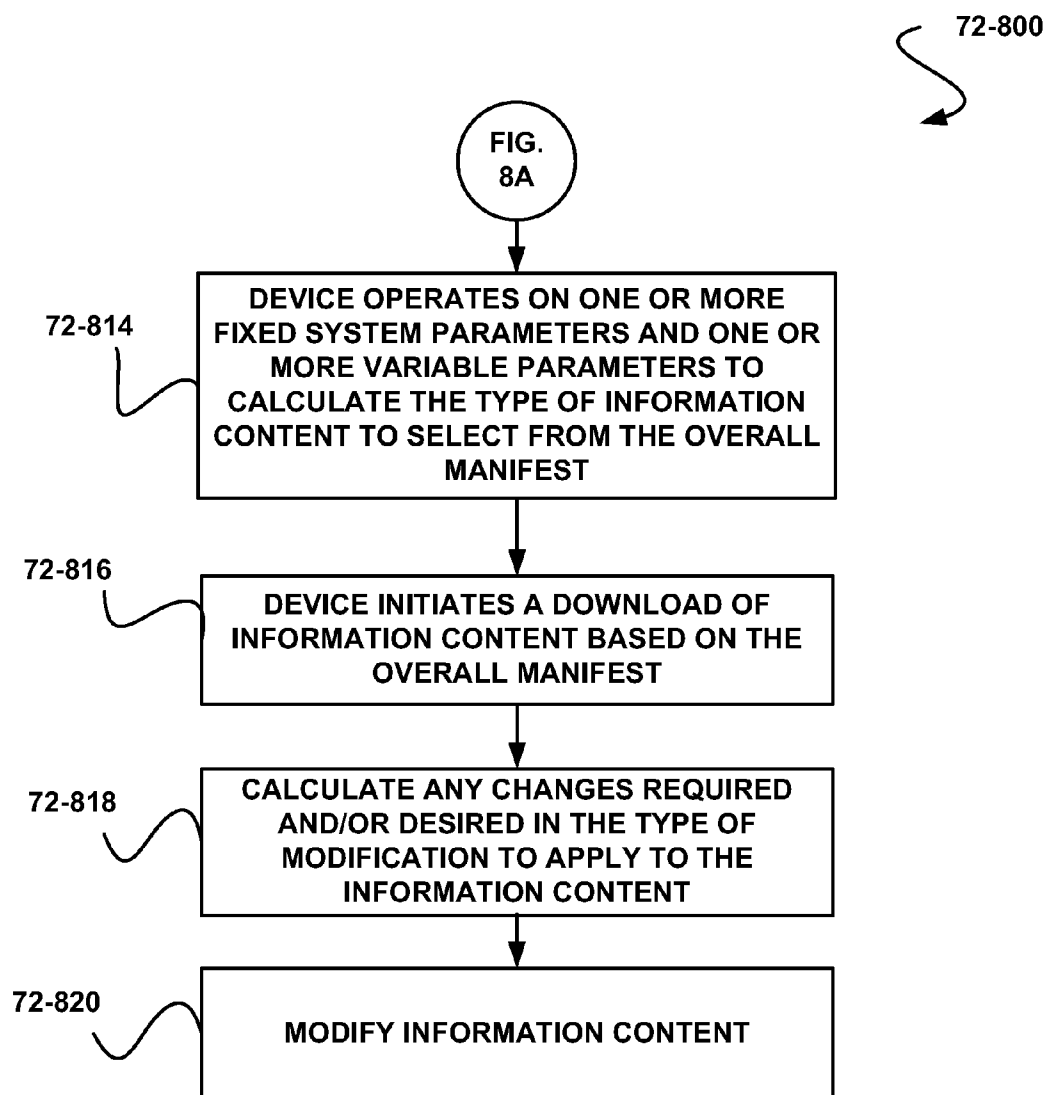 72-800
FIG.
8A
72-814
DEVICE OPERATES ON ONE OR MORE
FIXED SYSTEM PARAMETERS AND ONE OR
MORE VARIABLE PARAMETERS TO
CALCULATE THE TYPE OF INFORMATION
CONTENT TO SELECT FROM THE OVERALL
MANIFEST
72-816
DEVICE INITIATES A DOWNLOAD OF
INFORMATION CONTENT BASED ON THE
OVERALL MANIFEST
72-818
CALCULATE ANY CHANGES REQUIRED
AND/OR DESIRED IN THE TYPE OF
MODIFICATION TO APPLY TO THE
INFORMATION CONTENT
72-820
MODIFY INFORMATION CONTENT